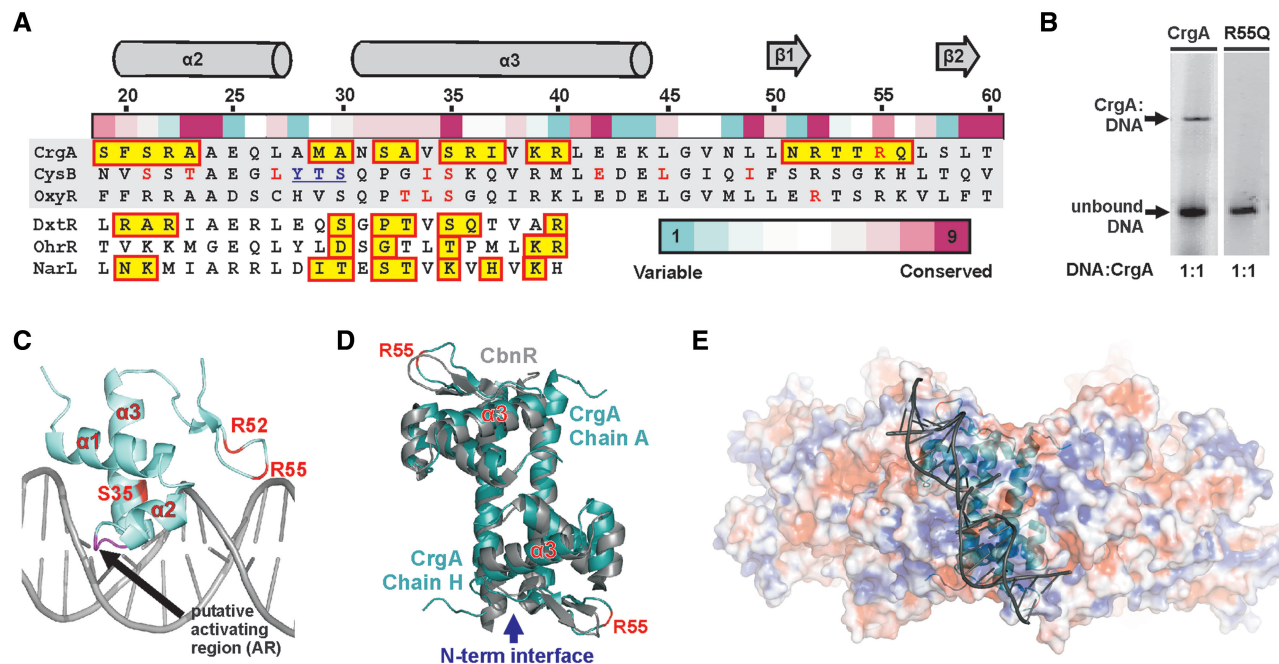 A
α2
α3
β1
β2
20 25 30 35 40 45 50 55 60
CrgA S F S R A A E Q L A M A N S A V S R I V K R L E E K L G V N L L N R T T R Q L S L T
CysB N V S S T A E G L Y T S Q P G I S K Q V R M L E D E L G I Q I F S R S G K H L T Q V
OxyR F F R R A A D S C H V S Q P T L S G Q I R K L E D E L G V M L L E R T S R K V L M T
DxtR L R A R I A E R L E Q S G P T V S Q T V A R
OhrR T V K K M G E Q L Y L D S G T L T P M L K R
NarL L N K M I A R R L D I T E S T V K V H V K H
1 9
Variable Conserved
B
CrgA R55Q
CrgA:
DNA
unbound
DNA
DNA:CrgA 1:1 1:1
C
α3
α1
R52
R55
S35
α2
putative
activating
region (AR)
D
R55
CbnR
α3
CrgA
Chain A
α3
CrgA
Chain H
R55
N-term interface
E